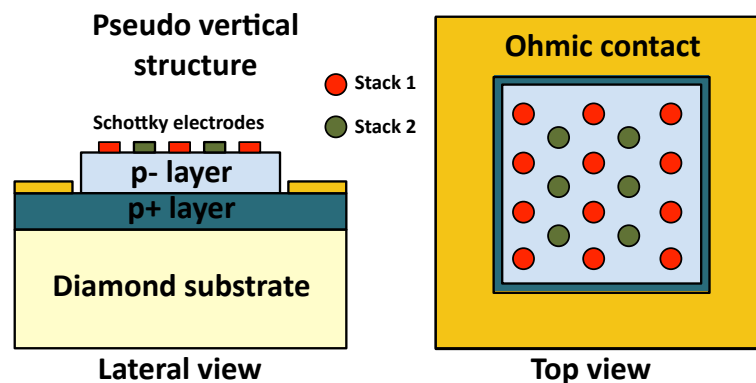 Pseudo vertical
structure
Stack 1
Stack 2
Schottky electrodes
p- layer
p+ layer
Diamond substrate
Lateral view
Ohmic contact
Top view